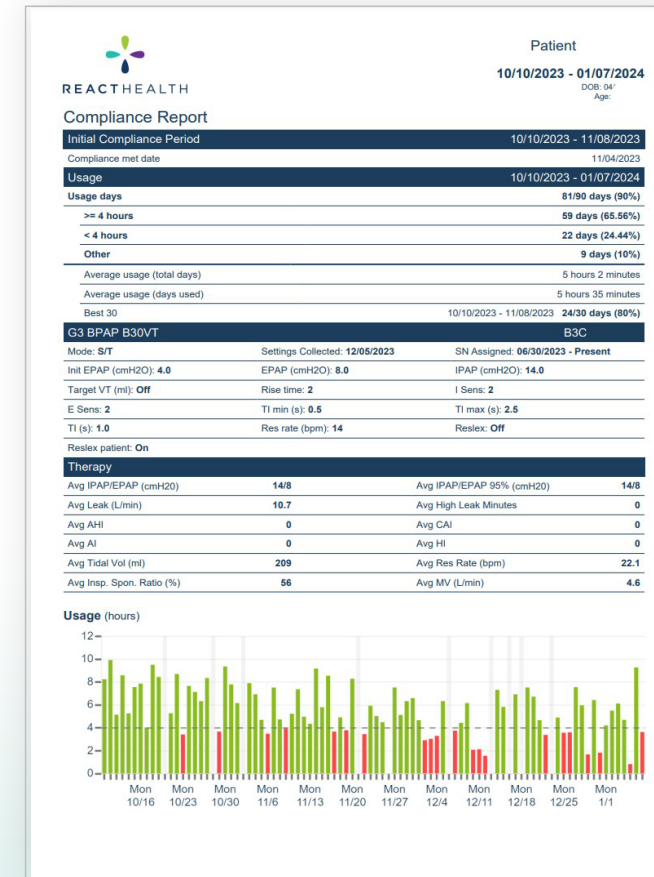 Patient
10/10/2023 - 01/07/2024
DOB: 04/
Age:
REACTHEALTH
Compliance Report
Initial Compliance Period 10/10/2023 - 11/08/2023
Compliance met date 11/04/2023
Usage 10/10/2023 - 01/07/2024
Usage days 81/90 days (90%)
>= 4 hours 59 days (65.56%)
< 4 hours 22 days (24.44%)
Other 9 days (10%)
Average usage (total days) 5 hours 2 minutes
Average usage (days used) 5 hours 35 minutes
Best 30 10/10/2023 - 11/08/2023 24/30 days (80%)
G3 BPAP B30VT B3C
Mode: S/T Settings Collected: 12/05/2023 SN Assigned: 06/30/2023 - Present
Init EPAP (cmH2O): 4.0 EPAP (cmH2O): 8.0 IPAP (cmH2O): 14.0
Target VT (ml): Off Rise time: 2 I Sens: 2
E Sens: 2 TI min (s): 0.5 TI max (s): 2.5
TI (s): 1.0 Res rate (bpm): 14 Reslex: Off
Reslex patient: On
Therapy
Avg IPAP/EPAP (cmH20) 14/8 Avg IPAP/EPAP 95% (cmH20) 14/8
Avg Leak (L/min) 10.7 Avg High Leak Minutes 0
Avg AHI 0 Avg CAI 0
Avg AI 0 Avg HI 0
Avg Tidal Vol (ml) 209 Avg Res Rate (bpm) 22.1
Avg Insp. Spon. Ratio (%) 56 Avg MV (L/min) 4.6
Usage (hours)
12
10
8
6
4
2
0
Mon Mon Mon Mon Mon Mon Mon Mon Mon Mon Mon Mon
10/16 10/23 10/30 11/6 11/13 11/20 11/27 12/4 12/11 12/18 12/25 1/1